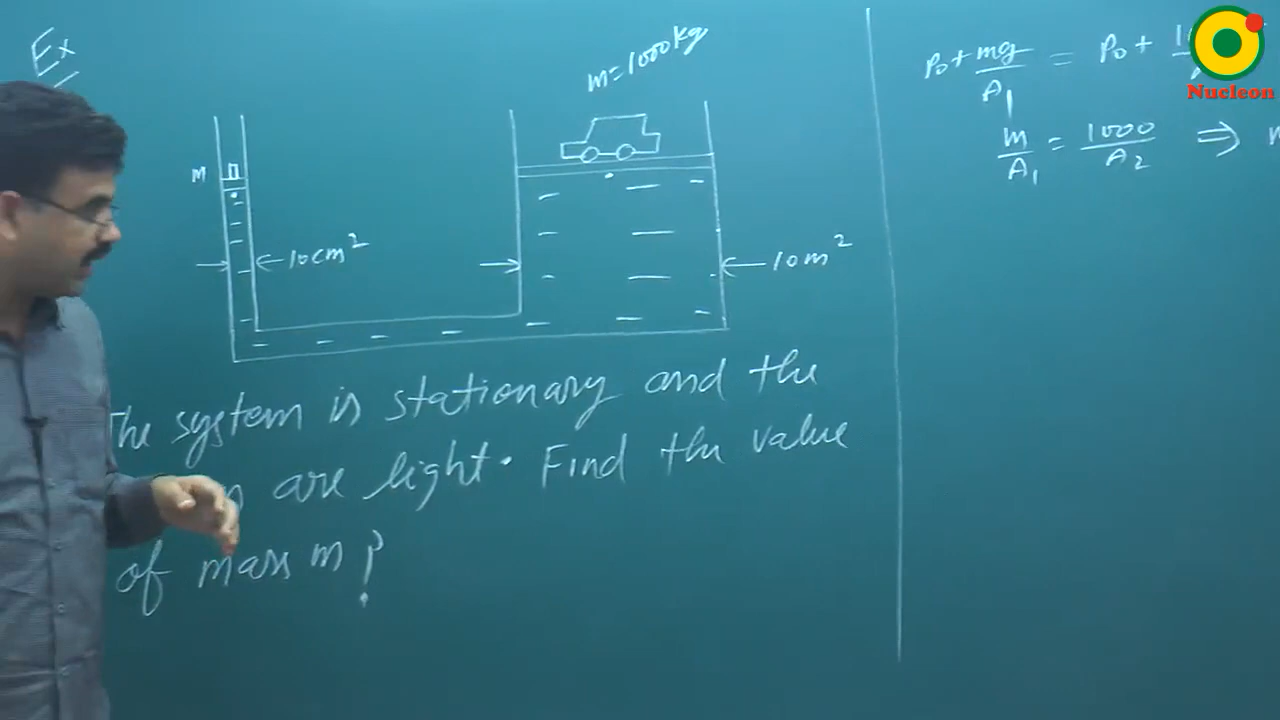 Ex
m=1000kg
m
10cm²
10m²
The system is stationary and the
are light. Find the value
of mass m?
P₀ + mg/A₁ = P₀ +
m/A₁ = 1000/A₂ ⇒
Nucleon